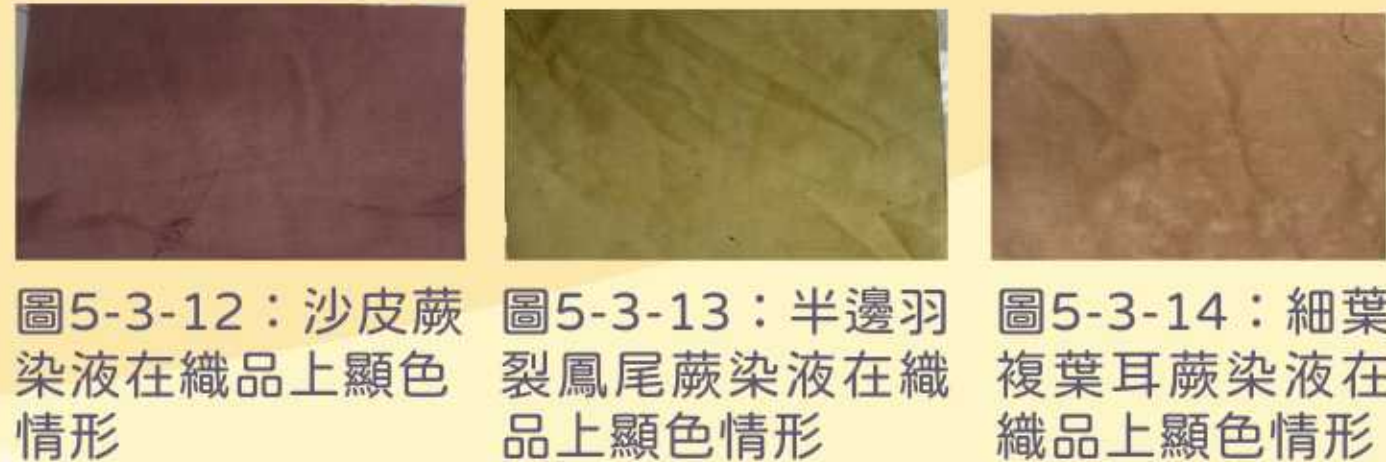 圖5-3-12：沙皮蕨
染液在織品上顯色
情形
圖5-3-13：半邊羽
裂鳳尾蕨染液在織
品上顯色情形
圖5-3-14：細葉
複葉耳蕨染液在
織品上顯色情形